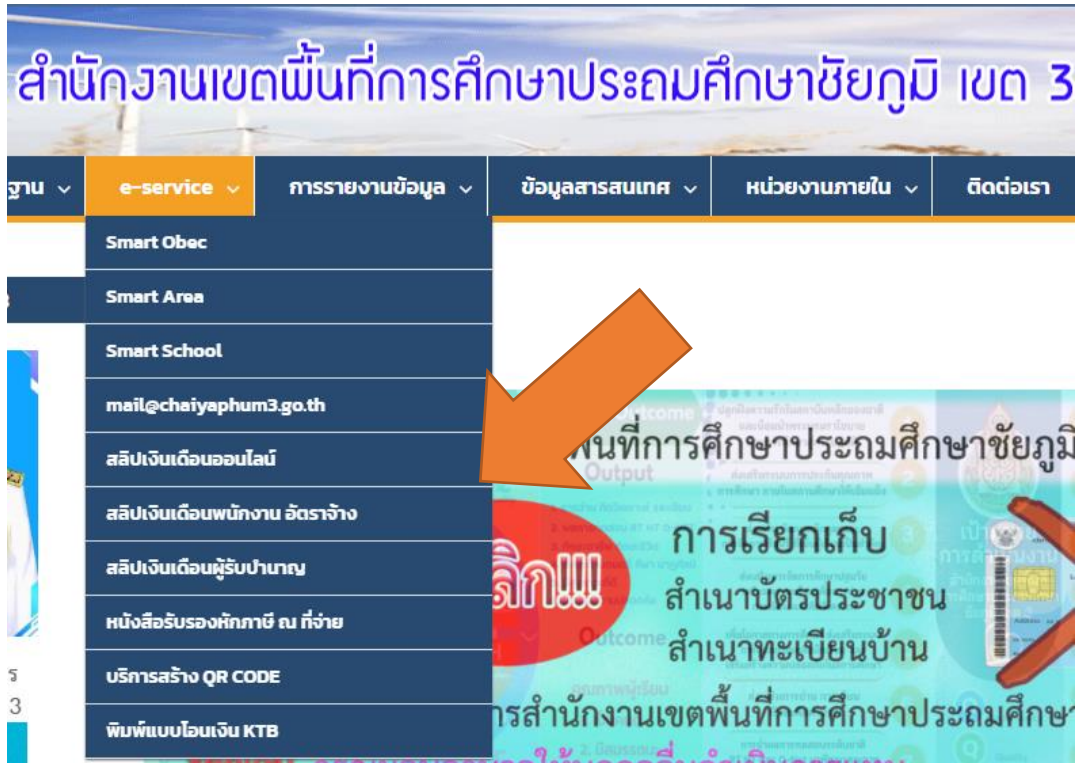 สำนักงานเขตพื้นที่การศึกษาประถมศึกษาชัยภูมิ เขต 3
ฐาน e-service การรายงานข้อมูล ข้อมูลสารสนเทศ หน่วยงานภายใน ติดต่อเรา
Smart Obec
Smart Area
Smart School
mail@chaiyaphum3.go.th
สลิปเงินเดือนออนไลน์
สลิปเงินเดือนพนักงาน อัตราจ้าง
สลิปเงินเดือนผู้รับบำนาญ
หนังสือรับรองหักภาษี ณ ที่จ่าย
บริการสร้าง QR CODE
พิมพ์แบบโอนเงิน KTB
ร
3
พื้นที่การศึกษาประถมศึกษาชัยภูมิ
Output
การเรียกเก็บ
ลิก!!!
สำเนาบัตรประชาชน
Outcome
สำเนาทะเบียนบ้าน
ารสำนักงานเขตพื้นที่การศึกษาประถมศึกษา